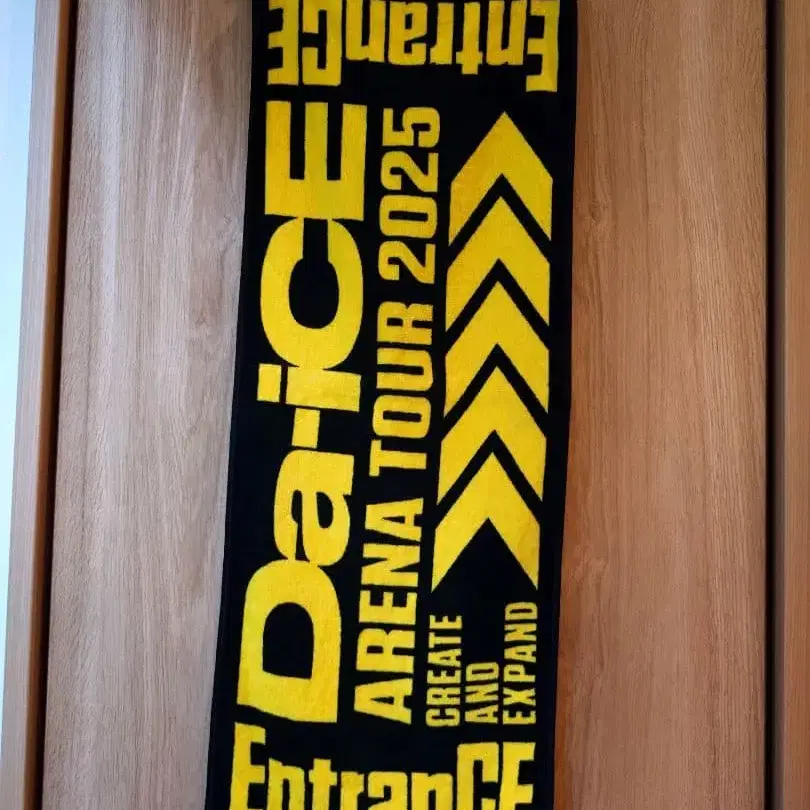 EntranCE
Da-iCE
ARENA TOUR 2025
CREATE
AND
EXPAND
EntranCE